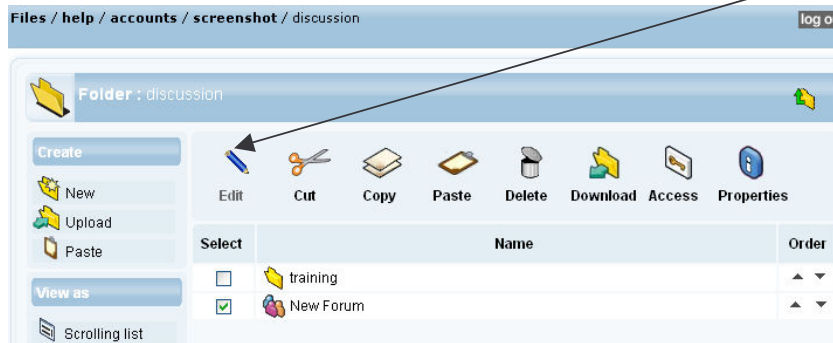 Files / help / accounts / screenshot / discussion
log o
Folder : discussion
Create
New
Upload
Paste
View as
Scrolling list
Edit Cut Copy Paste Delete Download Access Properties
Select Name Order
training
New Forum